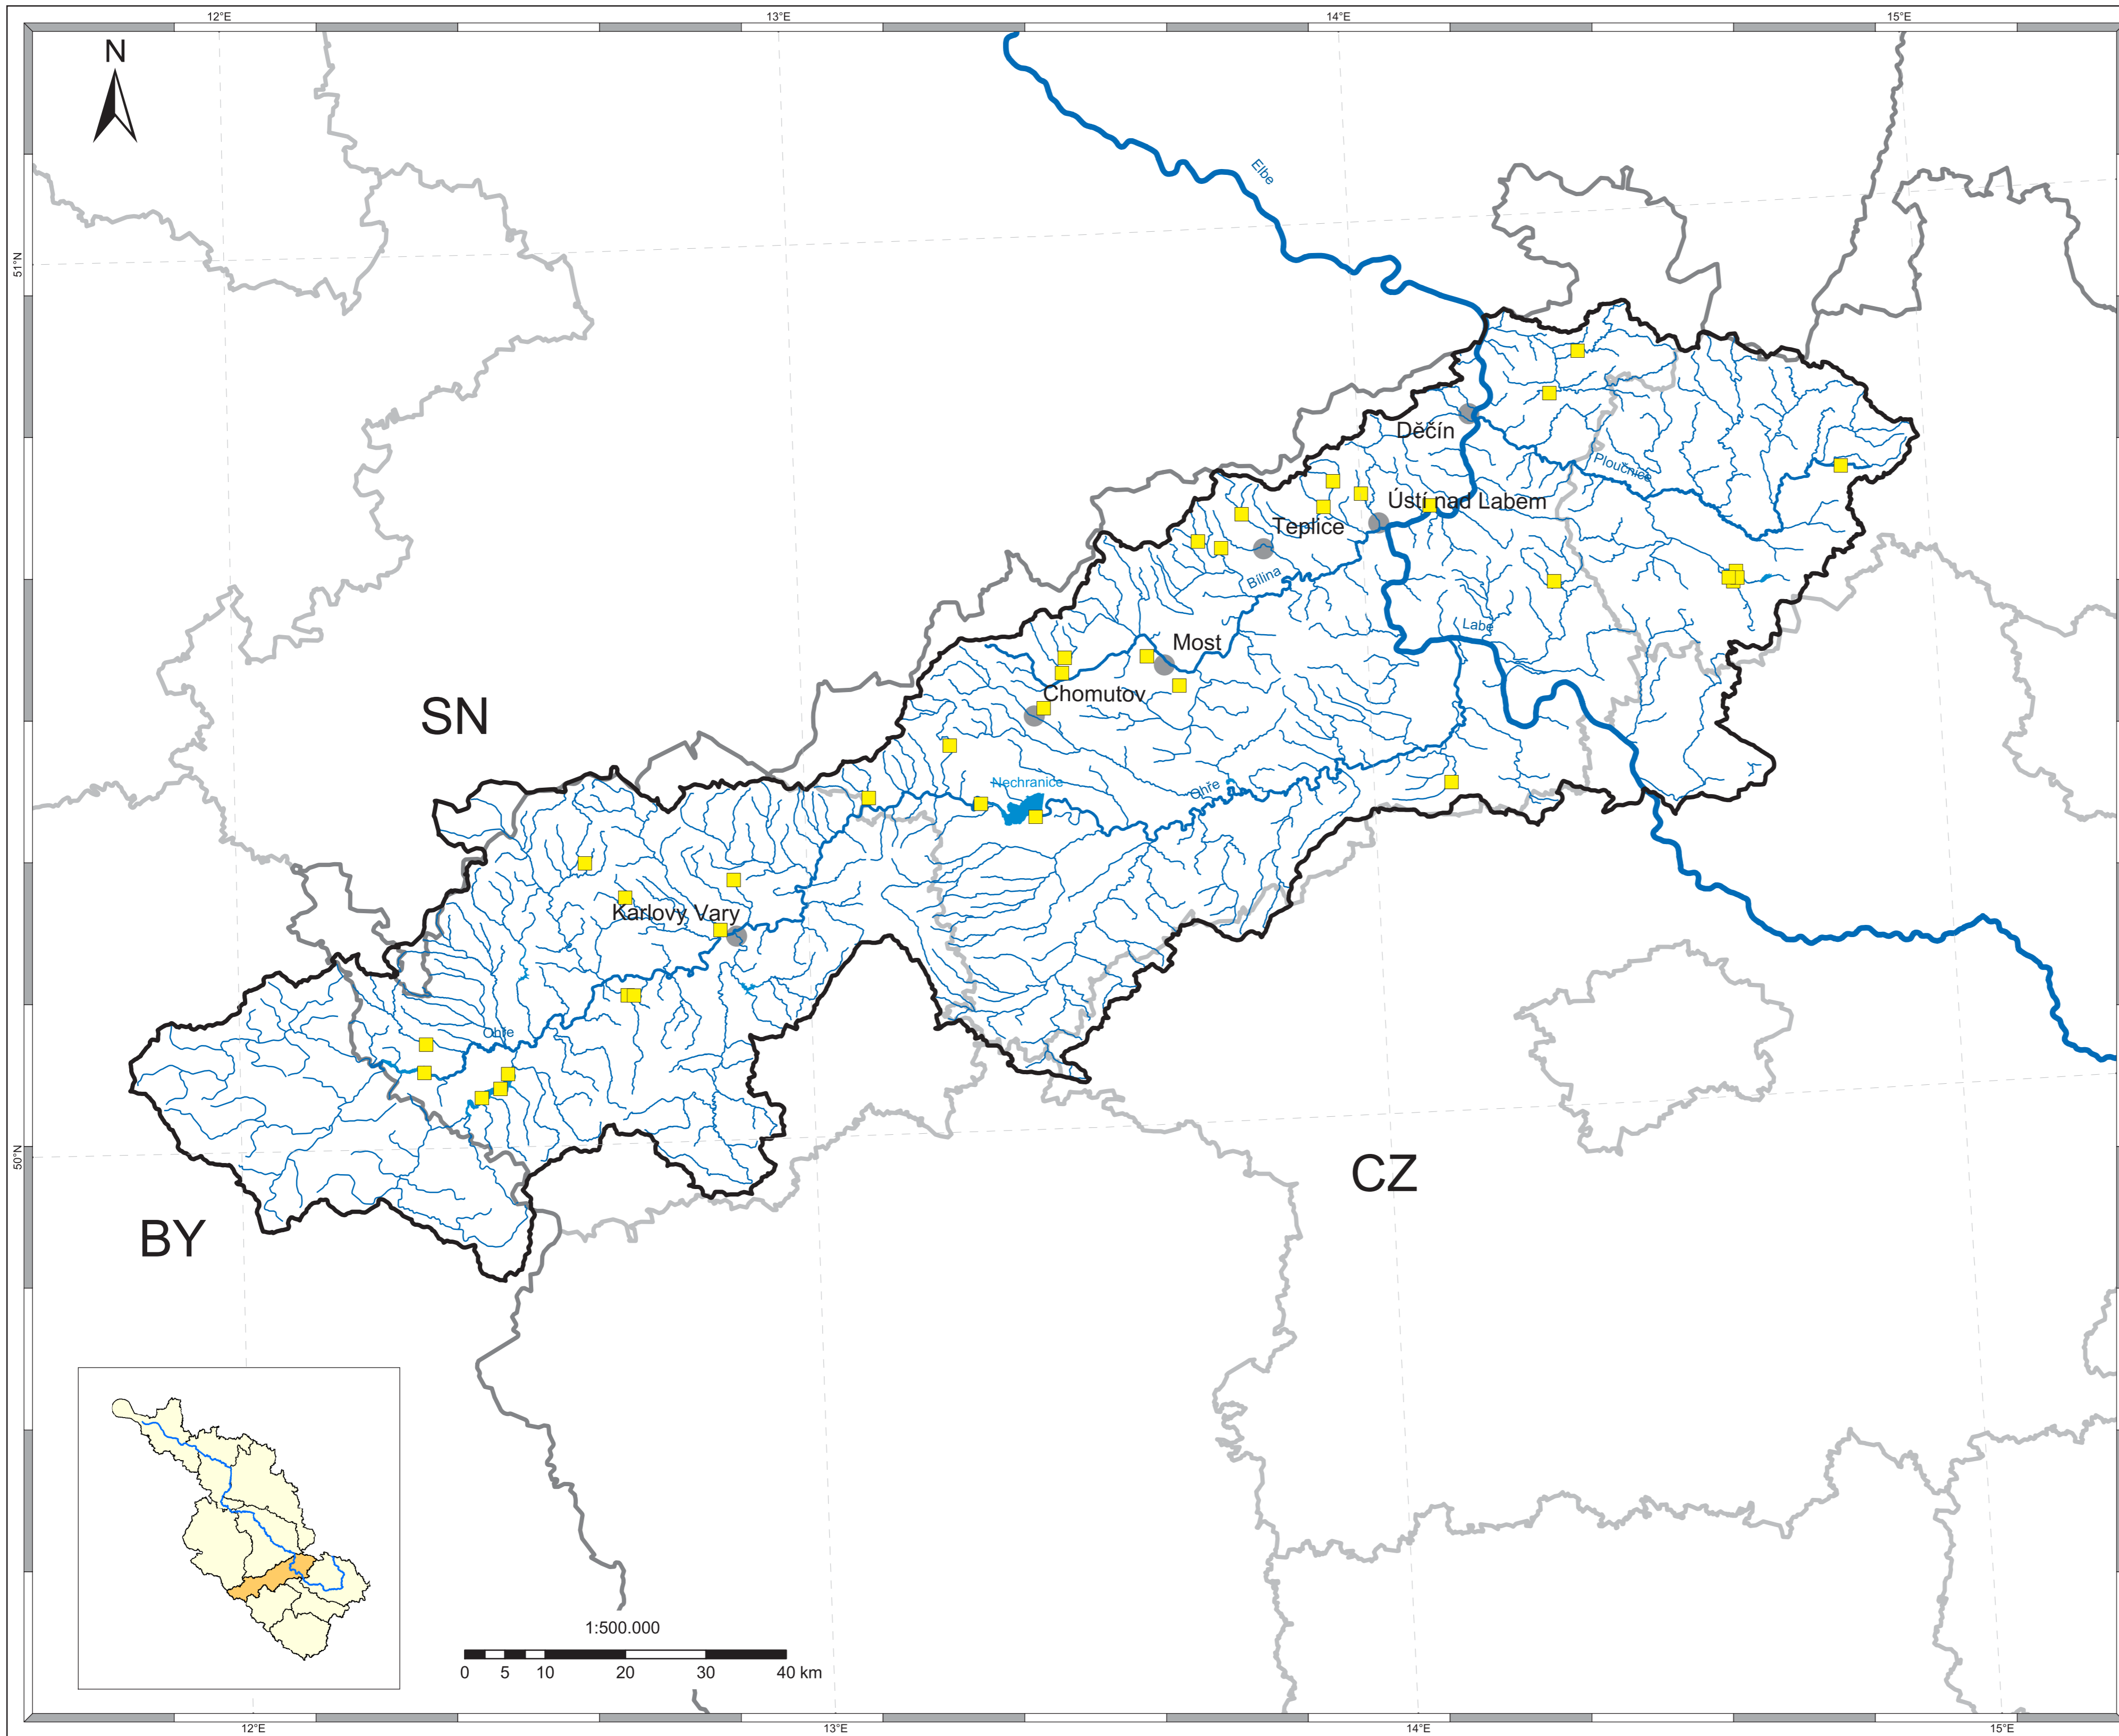 12°E 13°E 14°E 15°E
N
Elbe
51°N
Děčín
Ploučnice
Ústí nad Labem
Teplice
Bílina
Labe
Most
Chomutov
SN
Nechranice
Ohře
Karlovy Vary
Ohře
50°N
CZ
BY
1:500.000
0 5 10 20 30 40 km
12°E 13°E 14°E 15°E